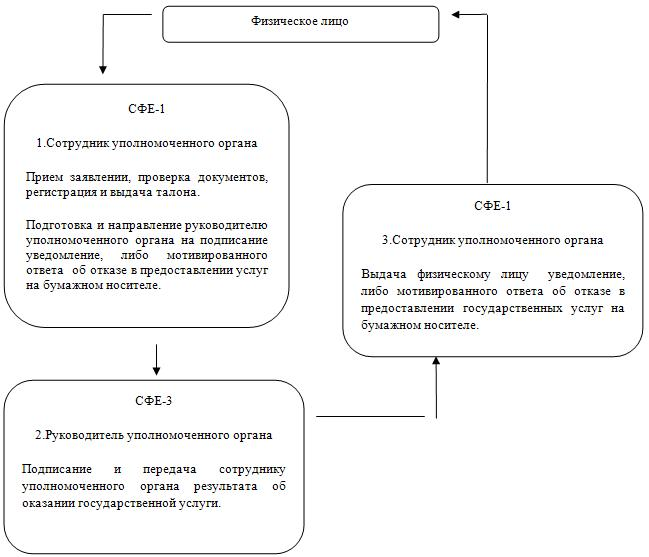 Физическое лицо
СФЕ-1
1.Сотрудник уполномоченного органа
Прием заявлении, проверка документов,
регистрация и выдача талона.
Подготовка и направление руководителю
уполномоченного органа на подписание
уведомление, либо мотивированного
ответа об отказе в предоставлении услуг
на бумажном носителе.
СФЕ-3
2.Руководитель уполномоченного органа
Подписание и передача сотруднику
уполномоченного органа результата об
оказании государственной услуги.
СФЕ-1
3.Сотрудник уполномоченного органа
Выдача физическому лицу уведомление,
либо мотивированного ответа об отказе в
предоставлении государственных услуг на
бумажном носителе.